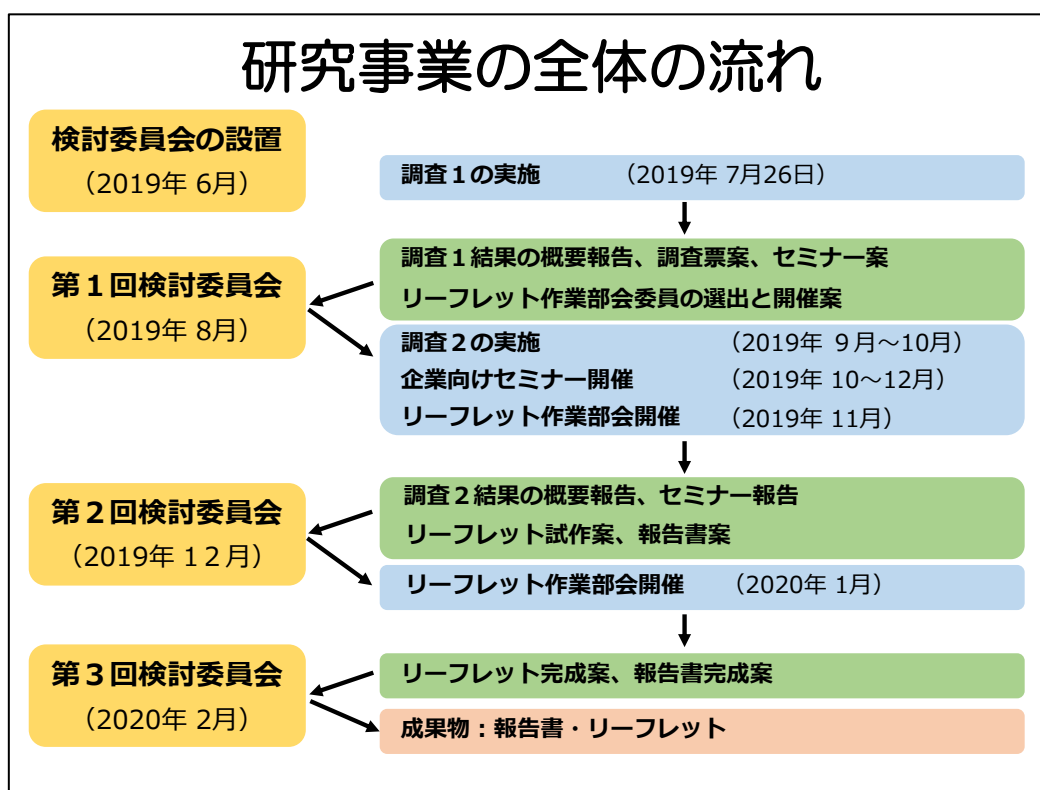 研究事業の全体の流れ
検討委員会の設置
（2019年 6月）
調査１の実施 （2019年 7月26日）
調査１結果の概要報告、調査票案、セミナー案
リーフレット作業部会委員の選出と開催案
第１回検討委員会
（2019年 8月）
調査２の実施 （2019年 ９月～10月）
企業向けセミナー開催 （2019年 10～12月）
リーフレット作業部会開催 （2019年 11月）
調査２結果の概要報告、セミナー報告
リーフレット試作案、報告書案
第２回検討委員会
（2019年 １２月）
リーフレット作業部会開催 （2020年 1月）
リーフレット完成案、報告書完成案
第３回検討委員会
（2020年 2月）
成果物：報告書・リーフレット